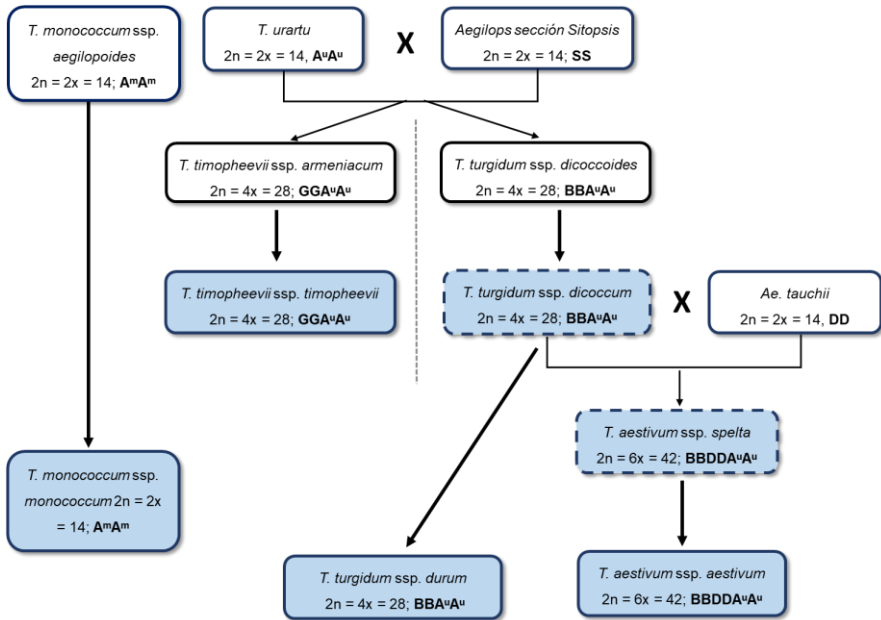 T. monococcum ssp.
aegilopoides
2n = 2x = 14; AᵐAᵐ
T. urartu
2n = 2x = 14, AᵘAᵘ
X
Aegilops sección Sitopsis
2n = 2x = 14; SS
T. timopheevii ssp. armeniacum
2n = 4x = 28; GGAᵘAᵘ
T. turgidum ssp. dicoccoides
2n = 4x = 28; BBAᵘAᵘ
T. timopheevii ssp. timopheevii
2n = 4x = 28; GGAᵘAᵘ
T. turgidum ssp. dicoccum
2n = 4x = 28; BBAᵘAᵘ
X
Ae. tauchii
2n = 2x = 14, DD
T. aestivum ssp. spelta
2n = 6x = 42; BBDDAᵘAᵘ
T. monococcum ssp.
monococcum 2n = 2x
= 14; AᵐAᵐ
T. turgidum ssp. durum
2n = 4x = 28; BBAᵘAᵘ
T. aestivum ssp. aestivum
2n = 6x = 42; BBDDAᵘAᵘ